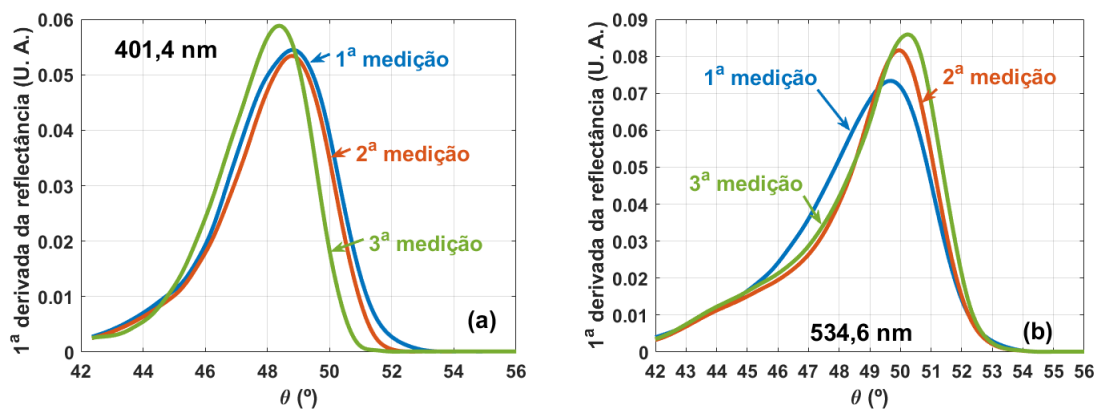 1ª derivada da reflectância (U. A.)
0.06
0.05
0.04
0.03
0.02
0.01
0
401,4 nm
1ª medição
2ª medição
3ª medição
(a)
42 44 46 48 50 52 54 56
θ (º)
1ª derivada da reflectância (U. A.)
0.09
0.08
0.07
0.06
0.05
0.04
0.03
0.02
0.01
0
1ª medição
2ª medição
3ª medição
534,6 nm
(b)
42 43 44 45 46 47 48 49 50 51 52 53 54 55 56
θ (º)